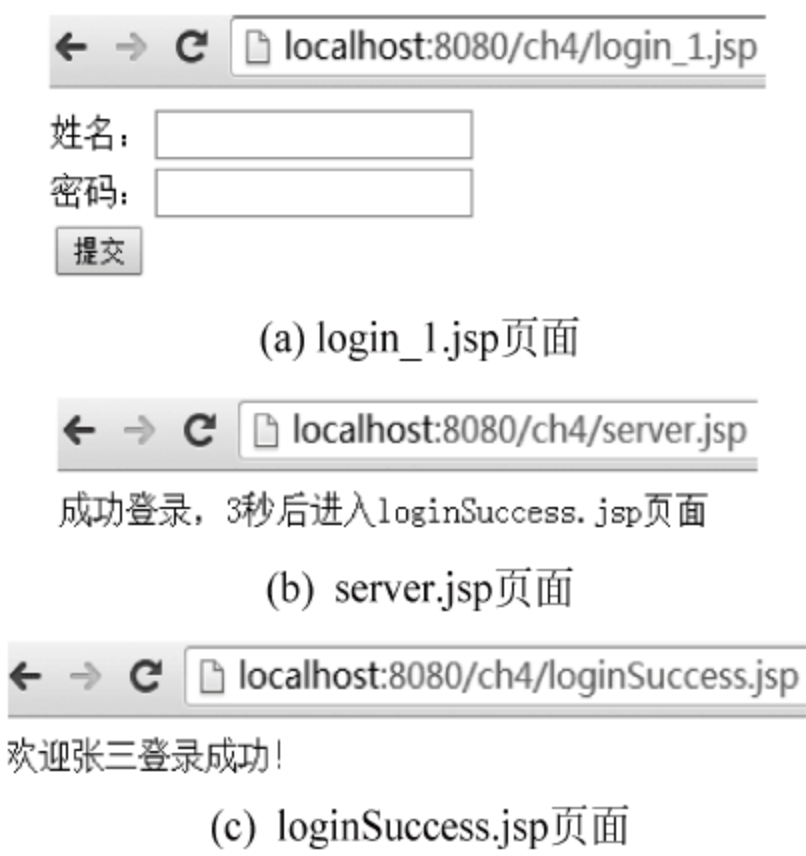 localhost:8080/ch4/login_1.jsp
姓名：
密码：
提交
(a) login_1.jsp页面
localhost:8080/ch4/server.jsp
成功登录，3秒后进入loginSuccess.jsp页面
(b) server.jsp页面
localhost:8080/ch4/loginSuccess.jsp
欢迎张三登录成功！
(c) loginSuccess.jsp页面